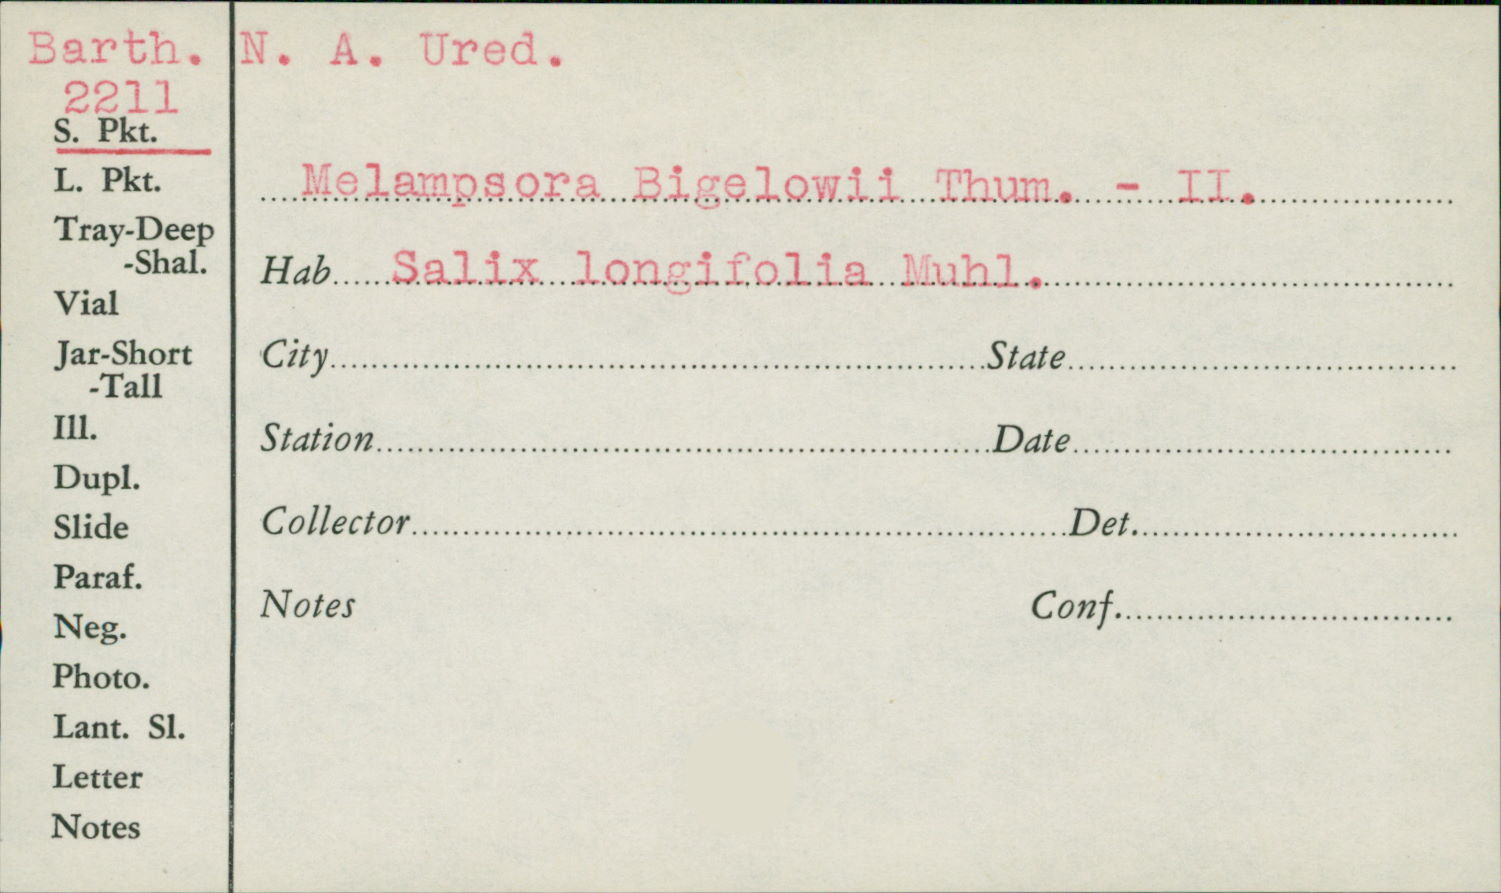 Barth. N. A. Ured.
2211
S. Pkt.
L. Pkt.
Tray-Deep
-Shal.
Vial
Jar-Short
-Tall
Ill.
Dupl.
Slide
Paraf.
Neg.
Photo.
Lant. Sl.
Letter
Notes
Melampsora Bigelowii Thum. - II.
Hab Salix longifolia Muhl.
City State
Station Date
Collector Det.
Notes Conf.